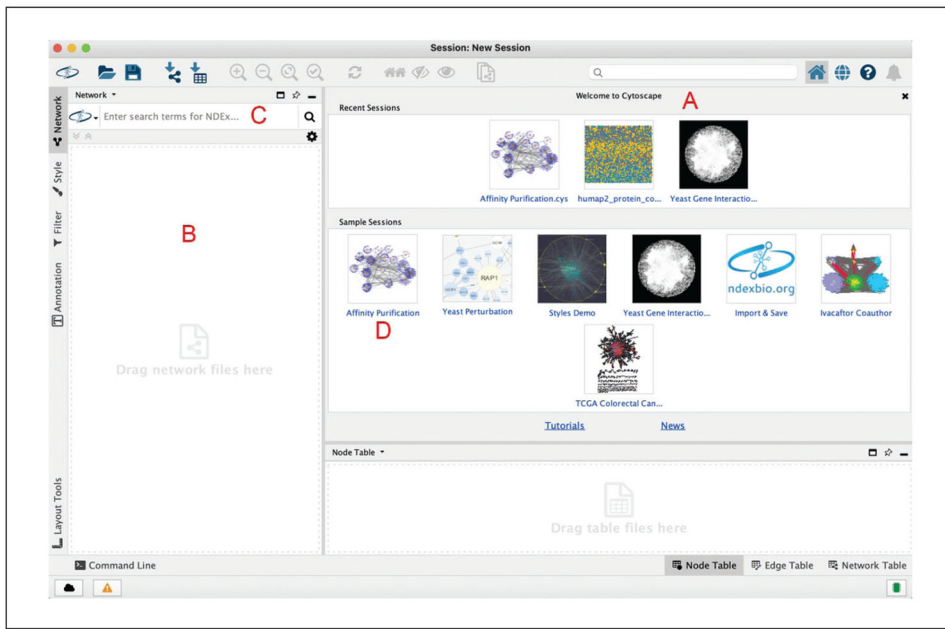 Session: New Session
Network
Enter search terms for NDEx...
C
Welcome to Cytoscape
A
Recent Sessions
Affinity Purification.cys
humap2_protein_co...
Yeast Gene Interactio...
Sample Sessions
B
RAP1
ndexbio.org
Affinity Purification
Yeast Perturbation
Styles Demo
Yeast Gene Interactio...
Import & Save
Ivacaftor Coauthor
D
Drag network files here
TCGA Colorectal Can...
Tutorials
News
Node Table
Drag table files here
Network
Style
Filter
Annotation
Layout Tools
Command Line
Node Table
Edge Table
Network Table